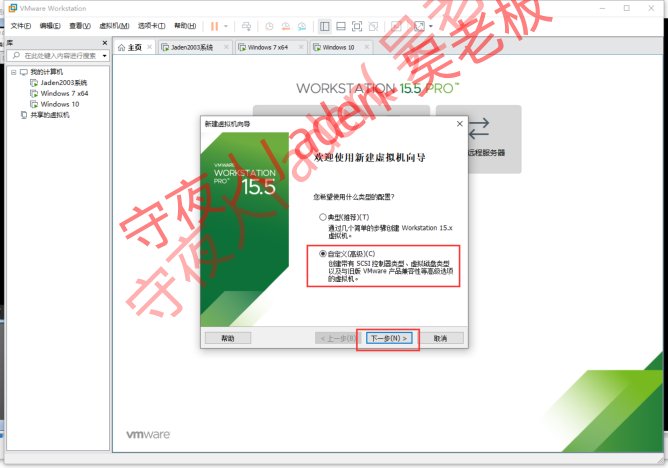 VMware Workstation
文件(F) 编辑(E) 查看(V) 虚拟机(M) 选项卡(T) 帮助(H)
库
在此处键入内容进行搜索
我的计算机
Jaden2003系统
Windows 7 x64
Windows 10
共享的虚拟机
主页 Jaden2003系统 Windows 7 x64 Windows 10
WORKSTATION 15.5 PRO™
远程服务器
新建虚拟机向导
VMWARE
WORKSTATION
PRO™ 15.5
欢迎使用新建虚拟机向导
您希望使用什么类型的配置?
典型(推荐)(T)
通过几个简单的步骤创建 Workstation 15.x
虚拟机。
自定义(高级)(C)
创建带有 SCSI 控制器类型、虚拟磁盘类型
以及与旧版 VMware 产品兼容性等高级选项
的虚拟机。
帮助 < 上一步(B) 下一步(N) > 取消
vmware
守夜人
Jaden
吴老板